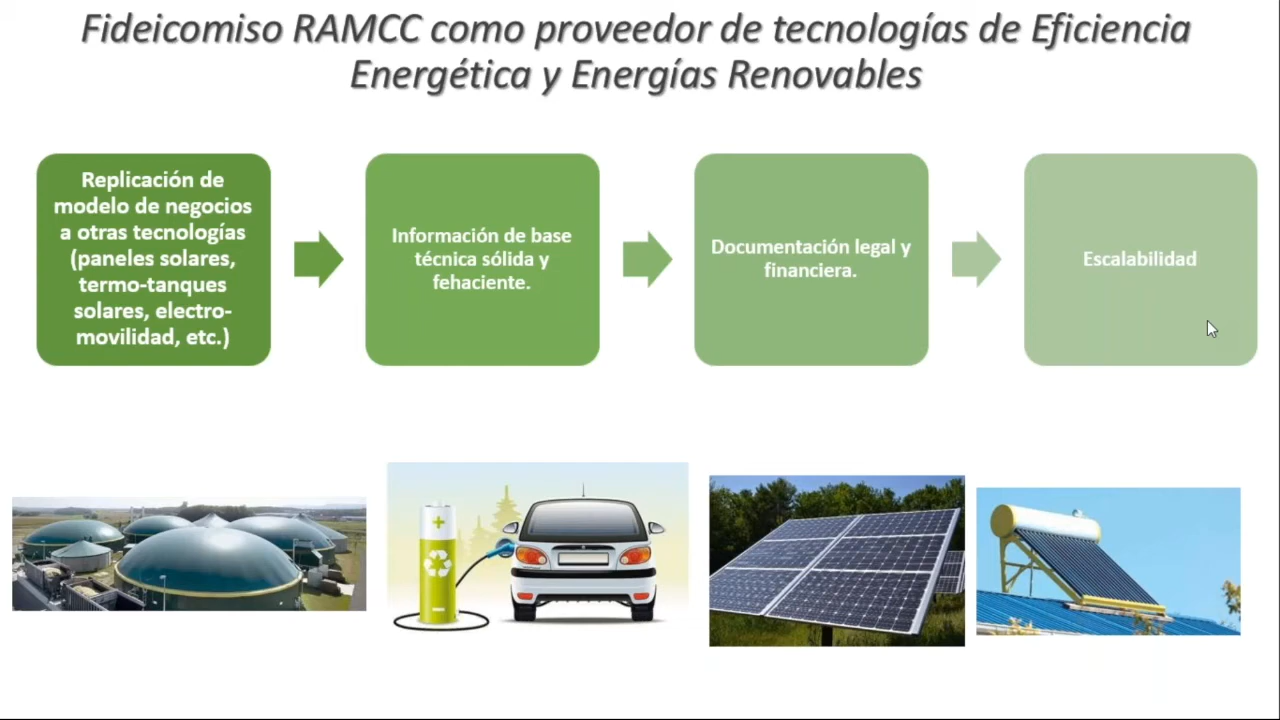 Fideicomiso RAMCC como proveedor de tecnologías de Eficiencia
Energética y Energías Renovables
Replicación de
modelo de negocios
a otras tecnologías
(paneles solares,
termo-tanques
solares, electro-
movilidad, etc.)
Información de base
técnica sólida y
fehaciente.
Documentación legal y
financiera.
Escalabilidad